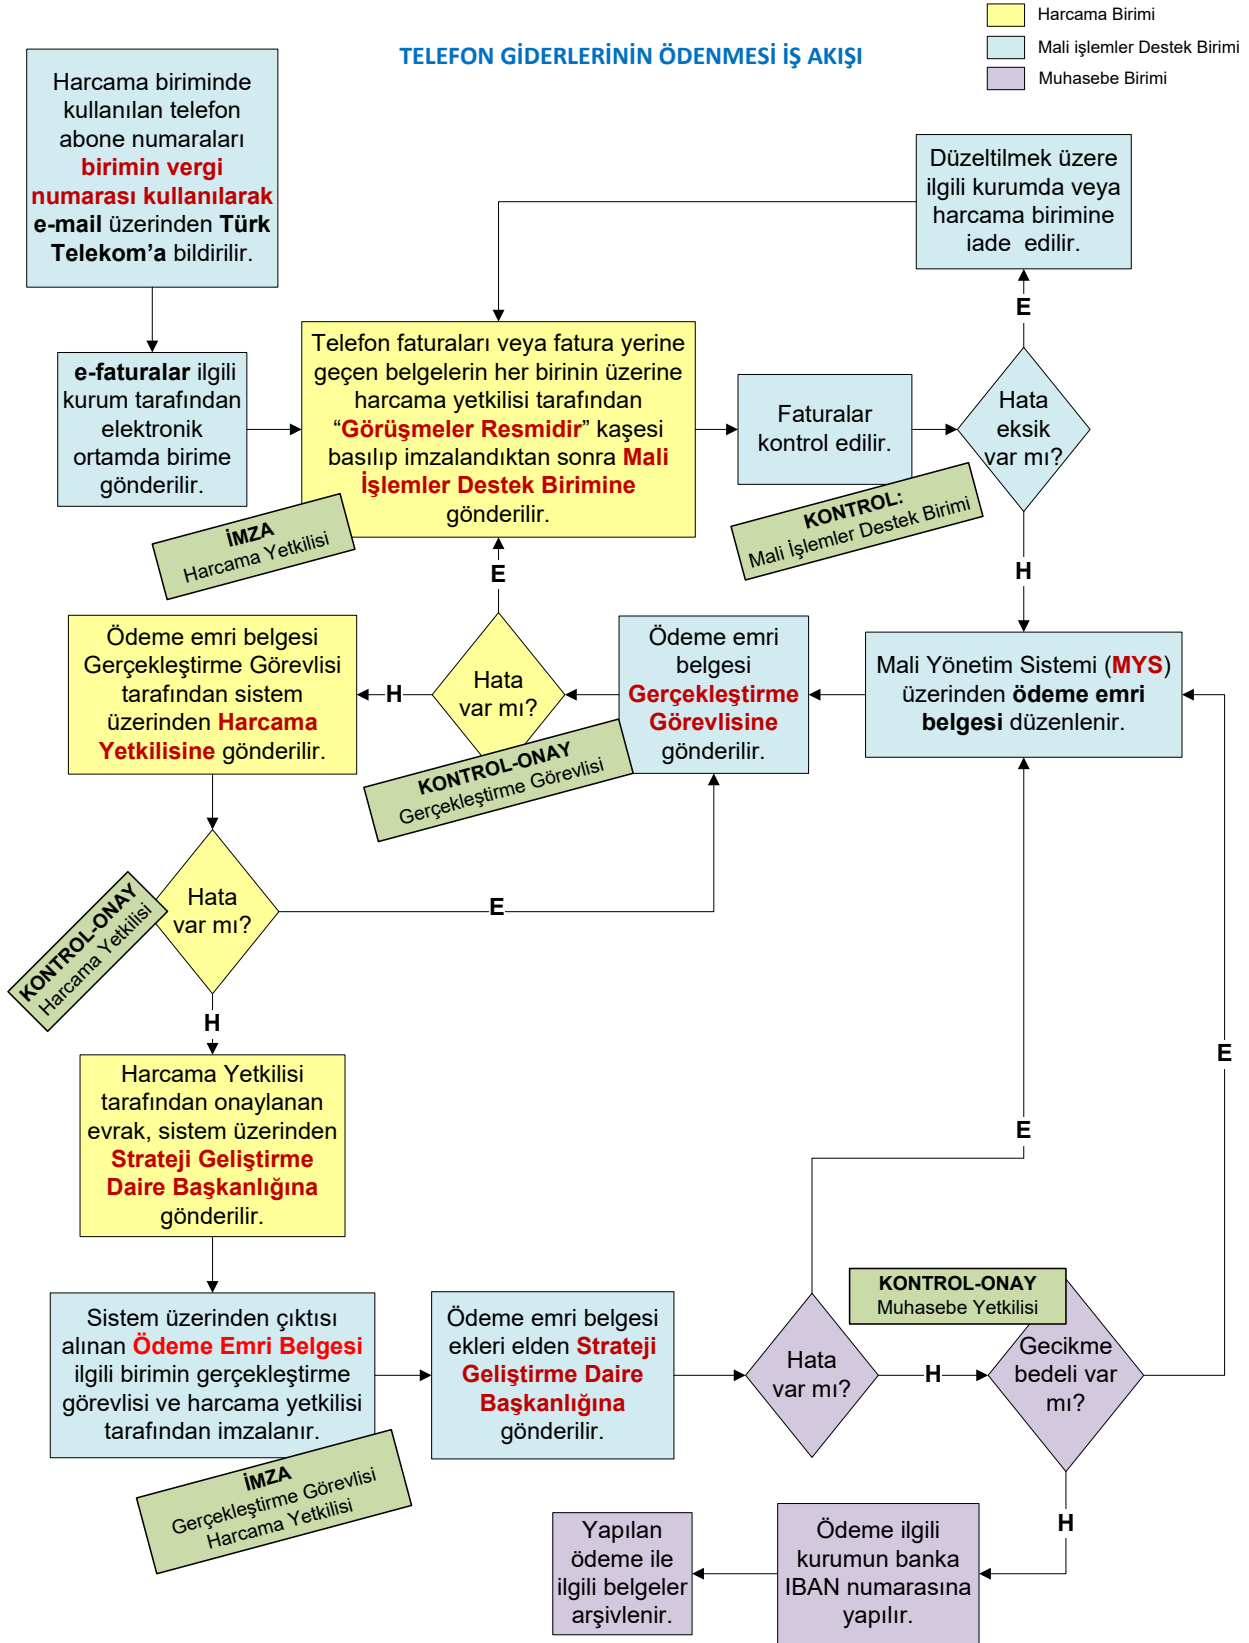 Harcama Birimi
Mali işlemler Destek Birimi
Muhasebe Birimi
TELEFON GİDERLERİNİN ÖDENMESİ İŞ AKIŞI
Harcama biriminde
kullanılan telefon
abone numaraları
birimin vergi
numarası kullanılarak
e-mail üzerinden Türk
Telekom’a bildirilir.
Düzeltilmek üzere
ilgili kurumda veya
harcama birimine
iade edilir.
E
e-faturalar ilgili
kurum tarafından
elektronik
ortamda birime
gönderilir.
Telefon faturaları veya fatura yerine
geçen belgelerin her birinin üzerine
harcama yetkilisi tarafından
“Görüşmeler Resmidir” kaşesi
basılıp imzalandıktan sonra Mali
İşlemler Destek Birimine
gönderilir.
Faturalar
kontrol edilir.
Hata
eksik
var mı?
İMZA
Harcama Yetkilisi
KONTROL:
Mali İşlemler Destek Birimi
E
H
Ödeme emri belgesi
Gerçekleştirme Görevlisi
tarafından sistem
üzerinden Harcama
Yetkilisine gönderilir.
H
Hata
var mı?
Ödeme emri
belgesi
Gerçekleştirme
Görevlisine
gönderilir.
Mali Yönetim Sistemi (MYS)
üzerinden ödeme emri
belgesi düzenlenir.
KONTROL-ONAY
Gerçekleştirme Görevlisi
Hata
var mı?
E
KONTROL-ONAY
Harcama Yetkilisi
H
E
Harcama Yetkilisi
tarafından onaylanan
evrak, sistem üzerinden
Strateji Geliştirme
Daire Başkanlığına
gönderilir.
E
Sistem üzerinden çıktısı
alınan Ödeme Emri Belgesi
ilgili birimin gerçekleştirme
görevlisi ve harcama yetkilisi
tarafından imzalanır.
Ödeme emri belgesi
ekleri elden Strateji
Geliştirme Daire
Başkanlığına
gönderilir.
Hata
var mı?
H
KONTROL-ONAY
Muhasebe Yetkilisi
Gecikme
bedeli var
mı?
İMZA
Gerçekleştirme Görevlisi
Harcama Yetkilisi
H
Yapılan
ödeme ile
ilgili belgeler
arşivlenir.
Ödeme ilgili
kurumun banka
IBAN numarasına
yapılır.